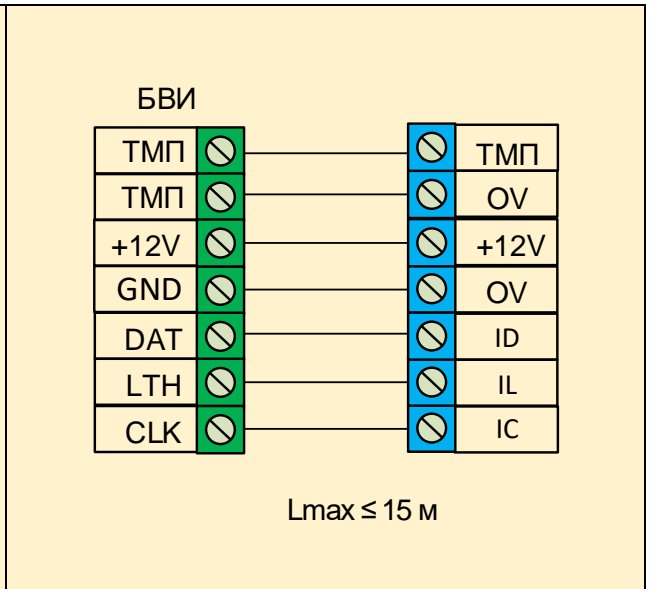 БВИ
ТМП ТМП
ТМП OV
+12V +12V
GND OV
DAT ID
LTH IL
CLK IC
Lmax ≤ 15 м